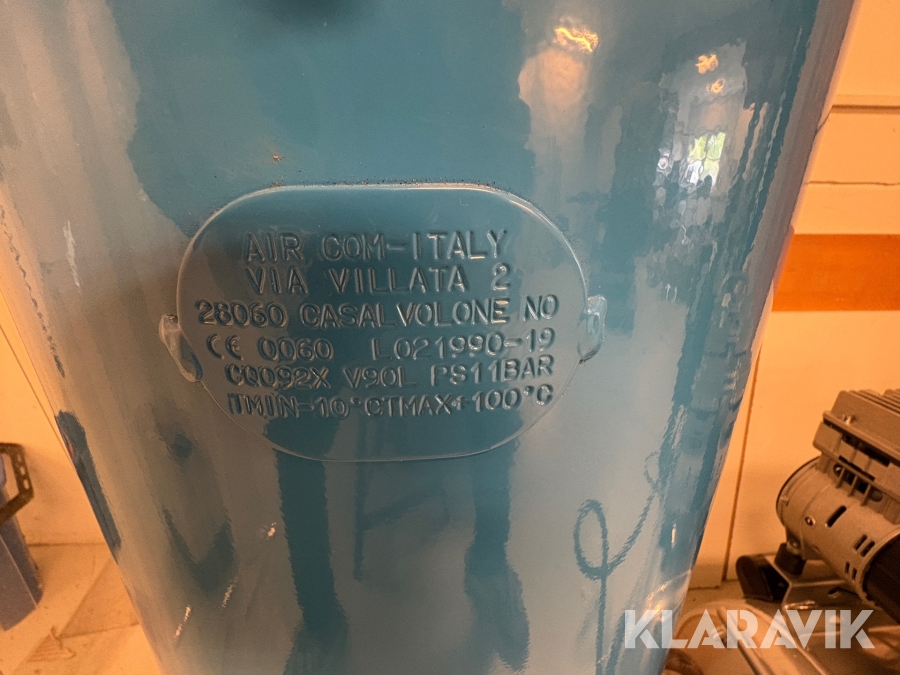 AIR COM-ITALY
VIA VILLATA 2
28060 CASALVOLONE NO
CE 0060 L021990-19
CQ092X V90L PS11BAR
TMIN-10°CTMAX+100°C
KLARAVIK